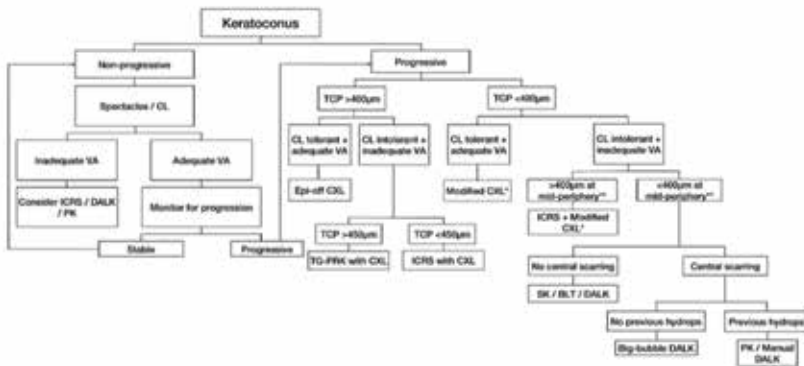 Keratoconus
Non-progressive
Progressive
Spectacles / CL
TCP >400µm
TCP <400µm
Inadequate VA
Adequate VA
CL tolerant +
adequate VA
CL intolerant +
inadequate VA
CL tolerant +
adequate VA
CL intolerant +
inadequate VA
Consider ICRS / DALK
/ PK
Monitor for progression
Epi-off CXL
Modified CXL*
>400µm at
mid-periphery**
<400µm at
mid-periphery**
ICRS + Modified
CXL*
Stable
Progressive
TCP >450µm
TCP <450µm
TG-PRK with CXL
ICRS with CXL
No central scarring
Central scarring
SK / BLT / DALK
No previous hydrops
Previous hydrops
Big-bubble DALK
PK / Manual
DALK